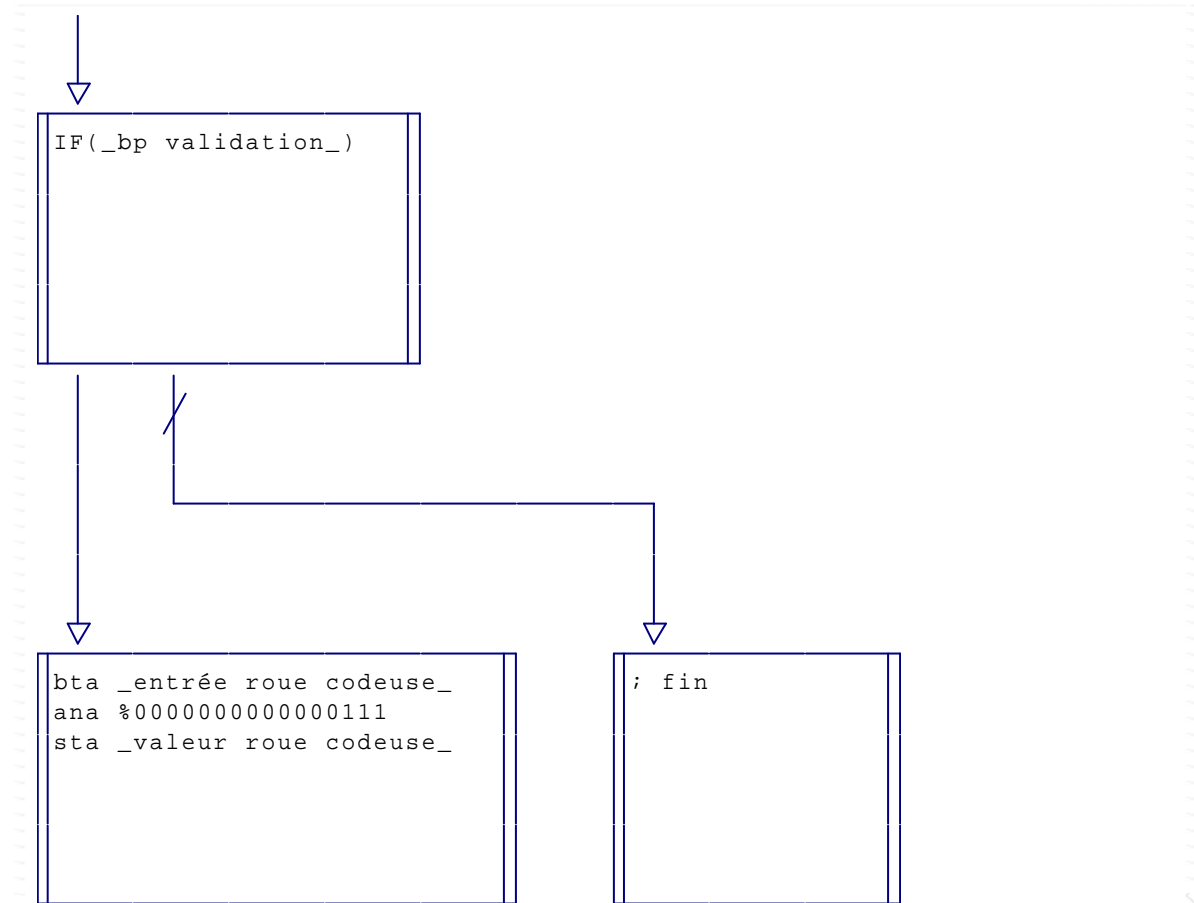 IF(_bp validation_)
bta _entrée roue codeuse_
ana %0000000000000111
sta _valeur roue codeuse_
; fin